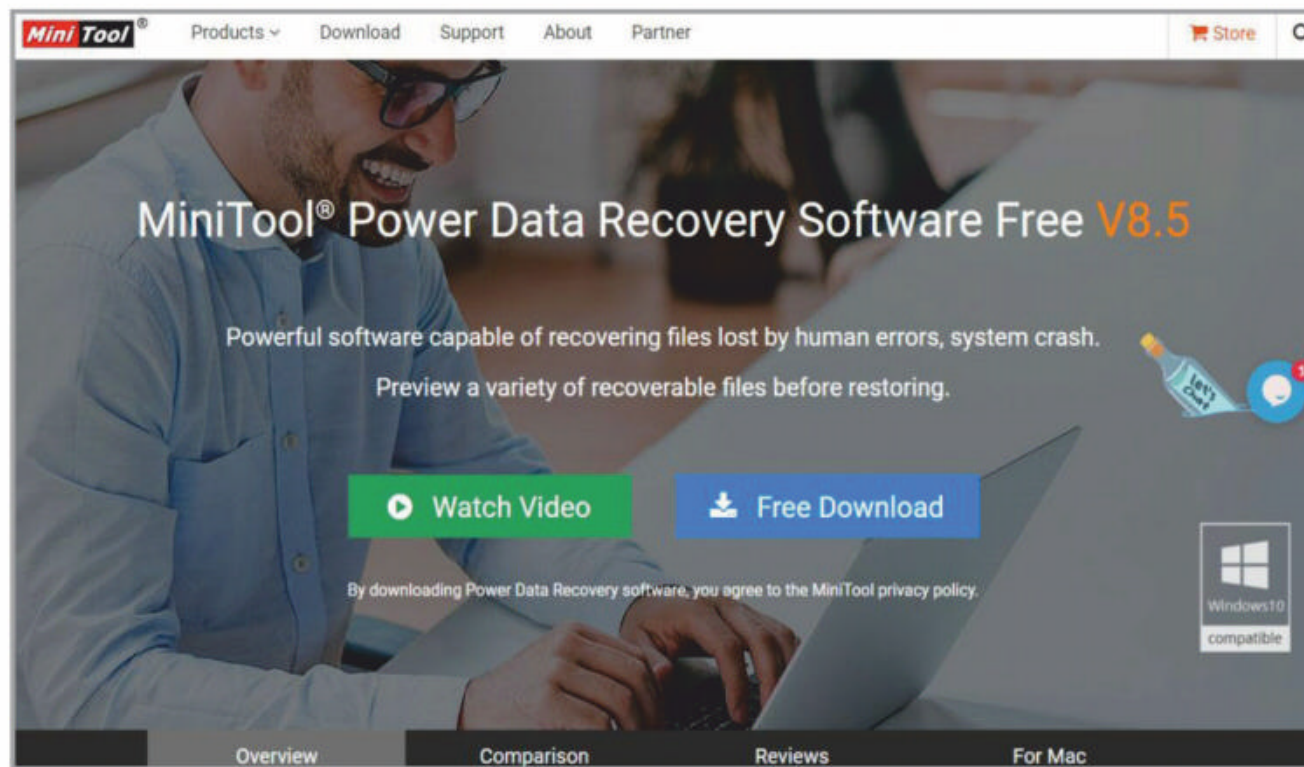 Mini Tool®
Products
Download
Support
About
Partner
Store
MiniTool® Power Data Recovery Software Free V8.5
Powerful software capable of recovering files lost by human errors, system crash.
Preview a variety of recoverable files before restoring.
Let's
Chat
Watch Video
Free Download
By downloading Power Data Recovery software, you agree to the MiniTool privacy policy.
Windows10
compatible
Overview
Comparison
Reviews
For Mac